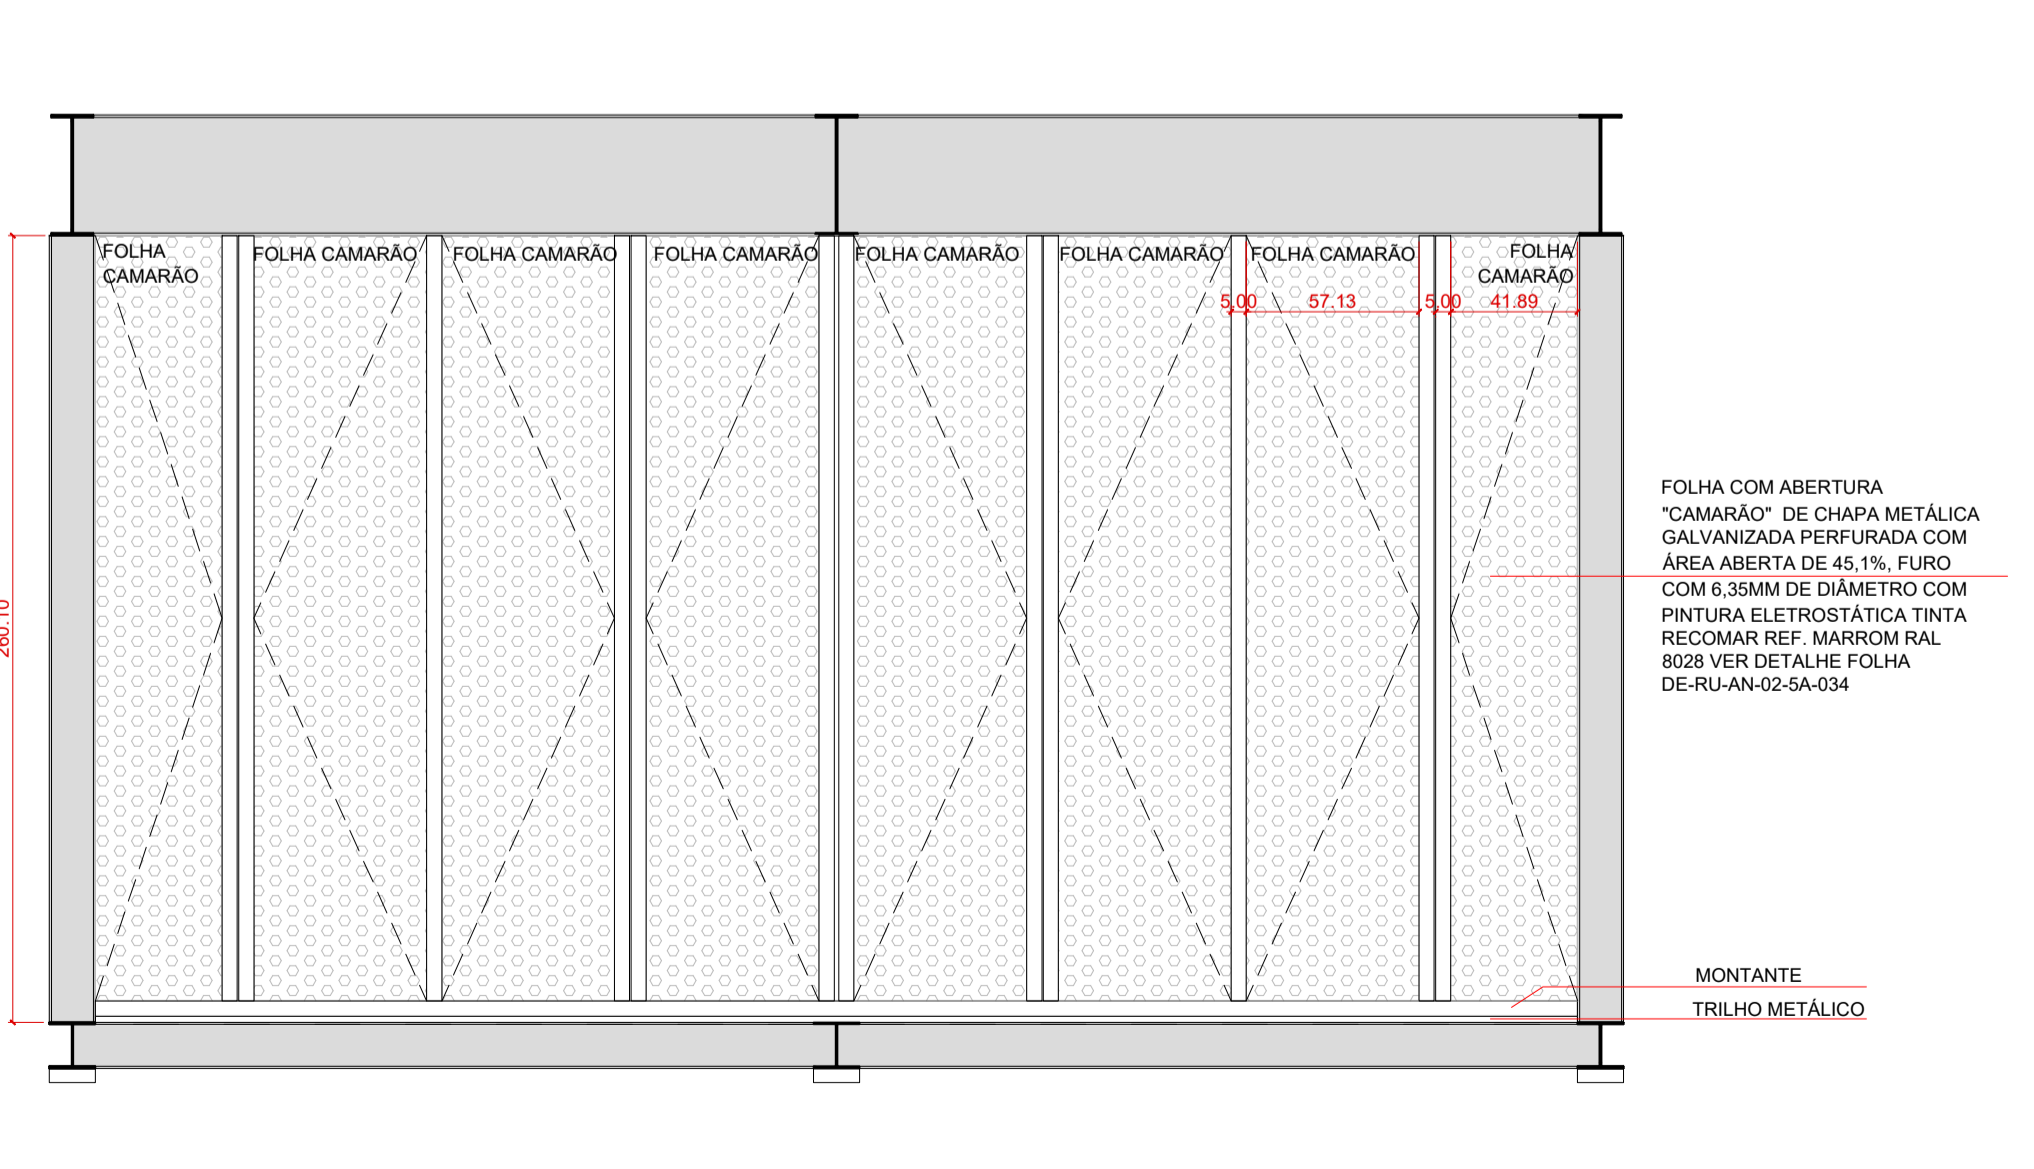 FOLHA
CAMARÃO
FOLHA CAMARÃO
FOLHA CAMARÃO
FOLHA CAMARÃO
FOLHA CAMARÃO
FOLHA CAMARÃO
FOLHA CAMARÃO
FOLHA
CAMARÃO
5,00
57.13
5,00
41.89
260.10
FOLHA COM ABERTURA
"CAMARÃO" DE CHAPA METÁLICA
GALVANIZADA PERFURADA COM
ÁREA ABERTA DE 45,1%, FURO
COM 6,35MM DE DIÂMETRO COM
PINTURA ELETROSTÁTICA TINTA
RECOMAR REF. MARROM RAL
8028 VER DETALHE FOLHA
DE-RU-AN-02-5A-034
MONTANTE
TRILHO METÁLICO